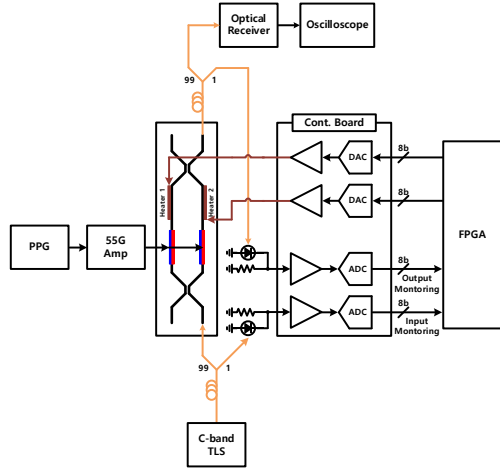 Optical
Receiver
Oscilloscope
99
1
Cont. Board
DAC
8b
DAC
8b
Heater 1
Heater 2
PPG
55G
Amp
FPGA
ADC
8b
Output
Montoring
ADC
8b
Input
Montoring
99
1
C-band
TLS